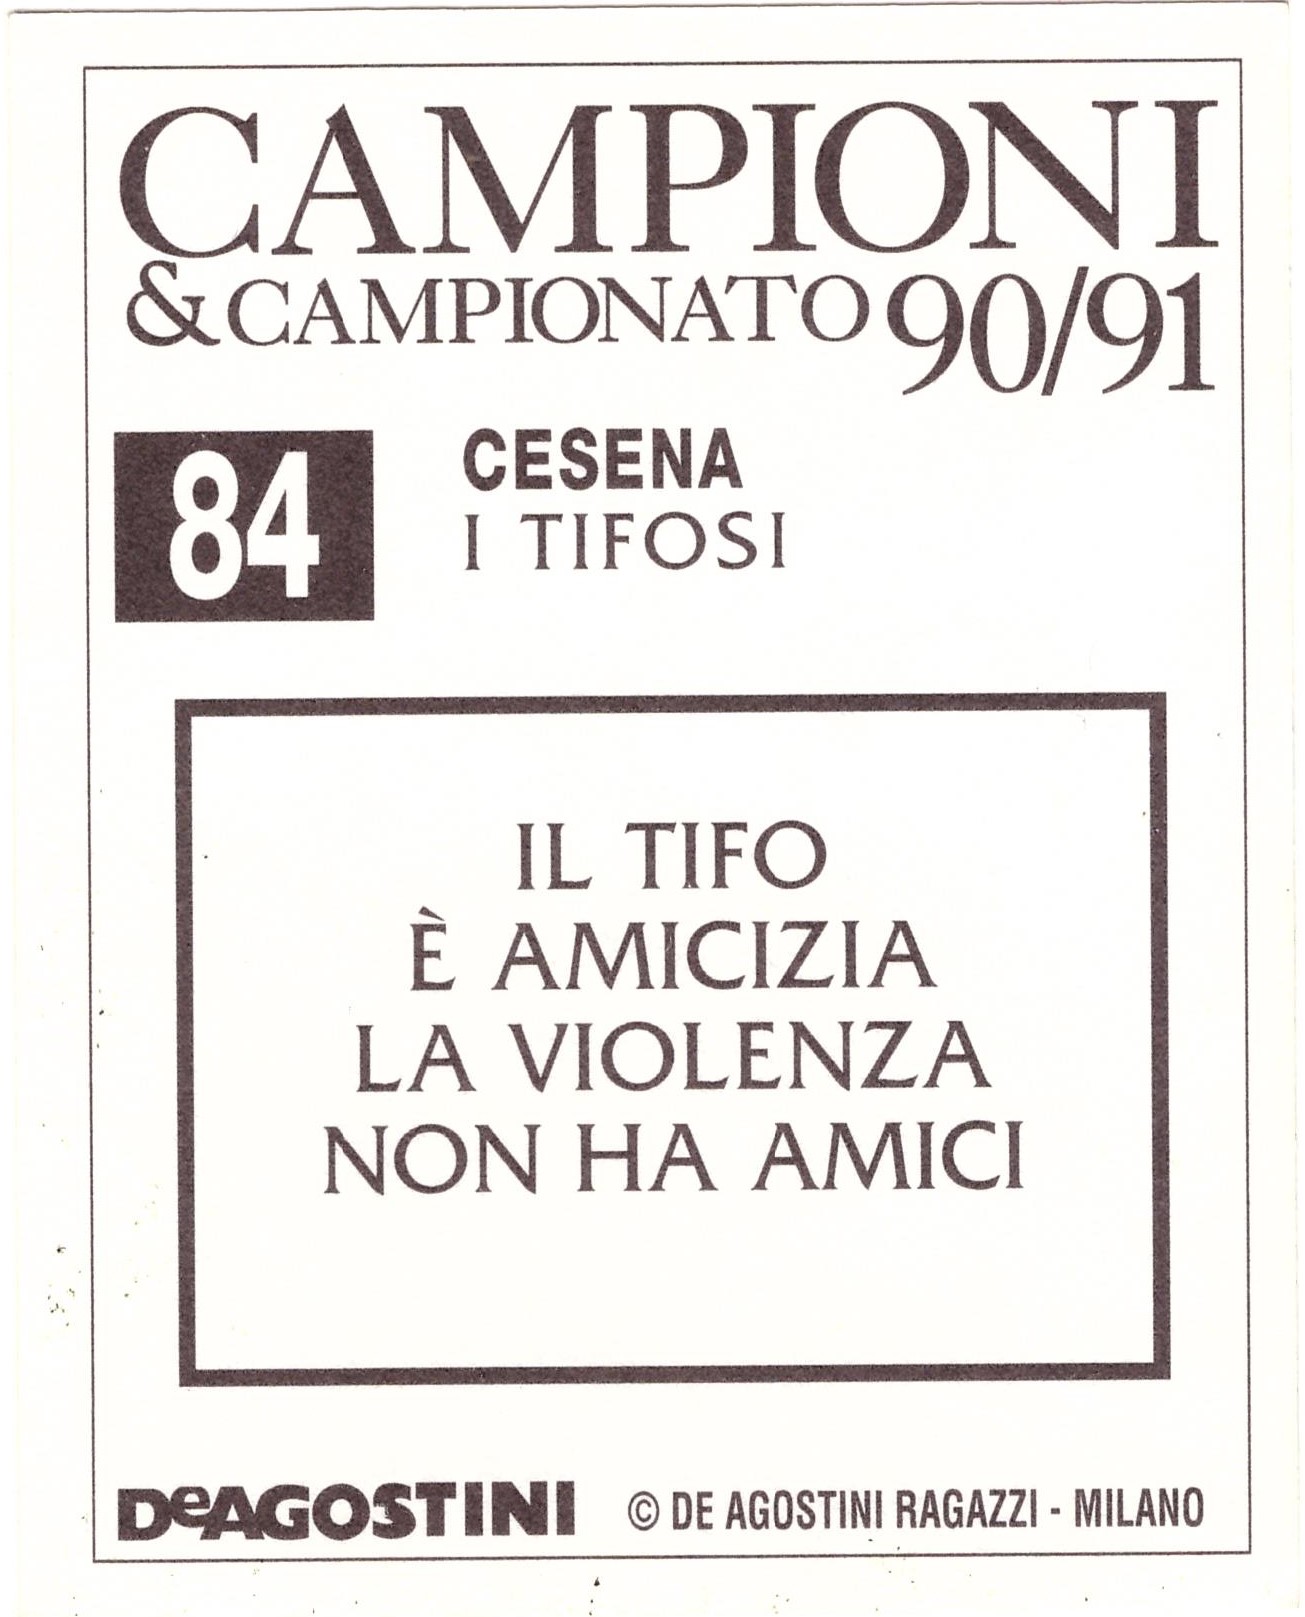 CAMPIONI
& CAMPIONATO 90/91
84
CESENA
I TIFOSI
IL TIFO
È AMICIZIA
LA VIOLENZA
NON HA AMICI
DeAGOSTINI © DE AGOSTINI RAGAZZI - MILANO